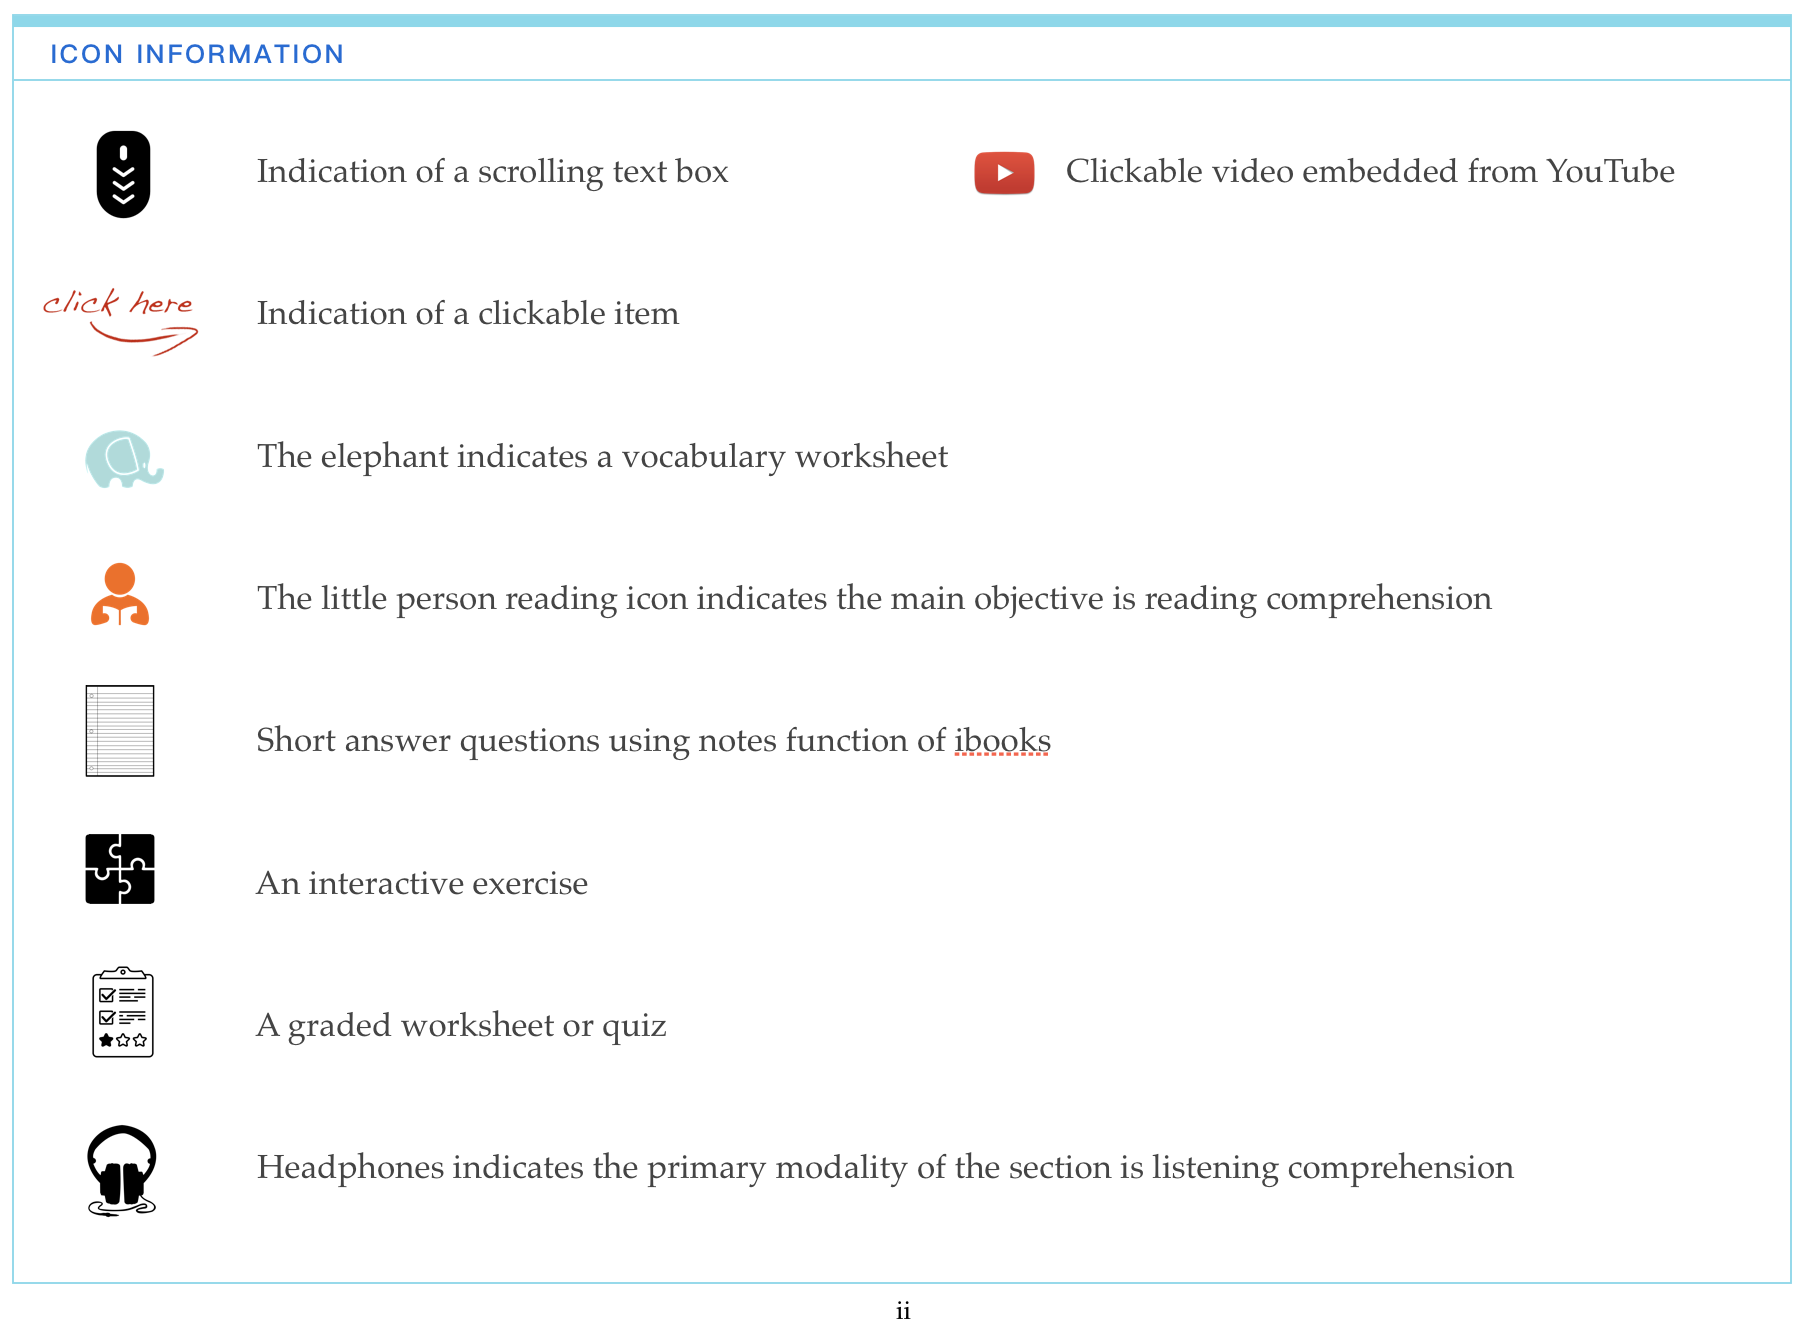 ICON INFORMATION
Indication of a scrolling text box
Clickable video embedded from YouTube
click here
Indication of a clickable item
The elephant indicates a vocabulary worksheet
The little person reading icon indicates the main objective is reading comprehension
Short answer questions using notes function of ibooks
An interactive exercise
A graded worksheet or quiz
Headphones indicates the primary modality of the section is listening comprehension
ii